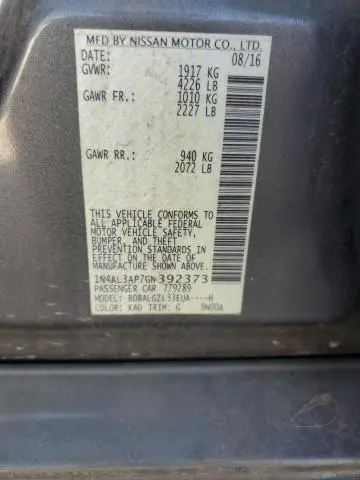 MFD BY NISSAN MOTOR CO., LTD.
DATE: 08/16
GVWR: 1917 KG
4226 LB
GAWR FR.: 1010 KG
2227 LB
GAWR RR.: 940 KG
2072 LB
THIS VEHICLE CONFORMS TO
ALL APPLICABLE FEDERAL
MOTOR VEHICLE SAFETY,
BUMPER, AND THEFT
PREVENTION STANDARDS
IN EFFECT ON THE DATE OF
MANUFACTURE SHOWN ABOVE.
1N4AL3AP7GN392373
PASSENGER CAR 779289
MODEL: BDBALGZL33EUA----H
COLOR: KAD TRIM: G 9N00A